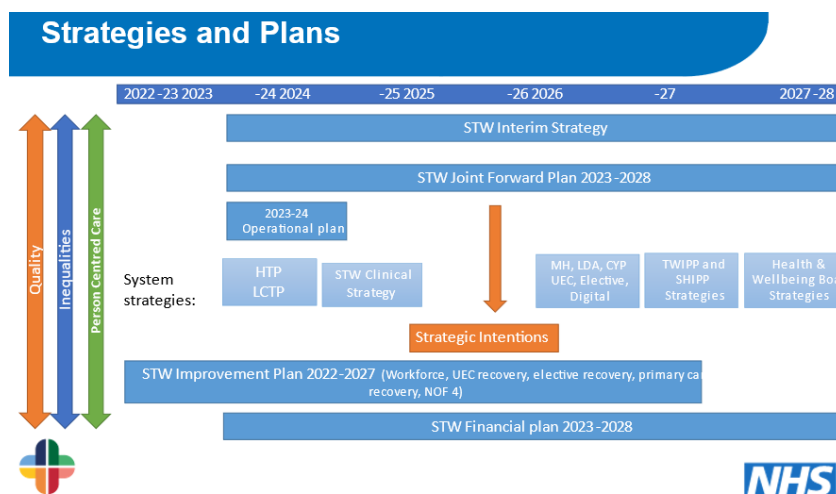 Strategies and Plans
2022-23 2023 -24 2024 -25 2025 -26 2026 -27 2027-28
STW Interim Strategy
STW Joint Forward Plan 2023-2028
2023-24
Operational plan
Quality
Inequalities
Person Centred Care
System
strategies:
HTP
LCTP
STW Clinical
Strategy
MH, LDA, CYP
UEC, Elective,
Digital
TWIPP and
SHIPP
Strategies
Health &
Wellbeing Boa
Strategies
Strategic Intentions
STW Improvement Plan 2022-2027 (Workforce, UEC recovery, elective recovery, primary car
recovery, NOF 4)
STW Financial plan 2023-2028
NHS